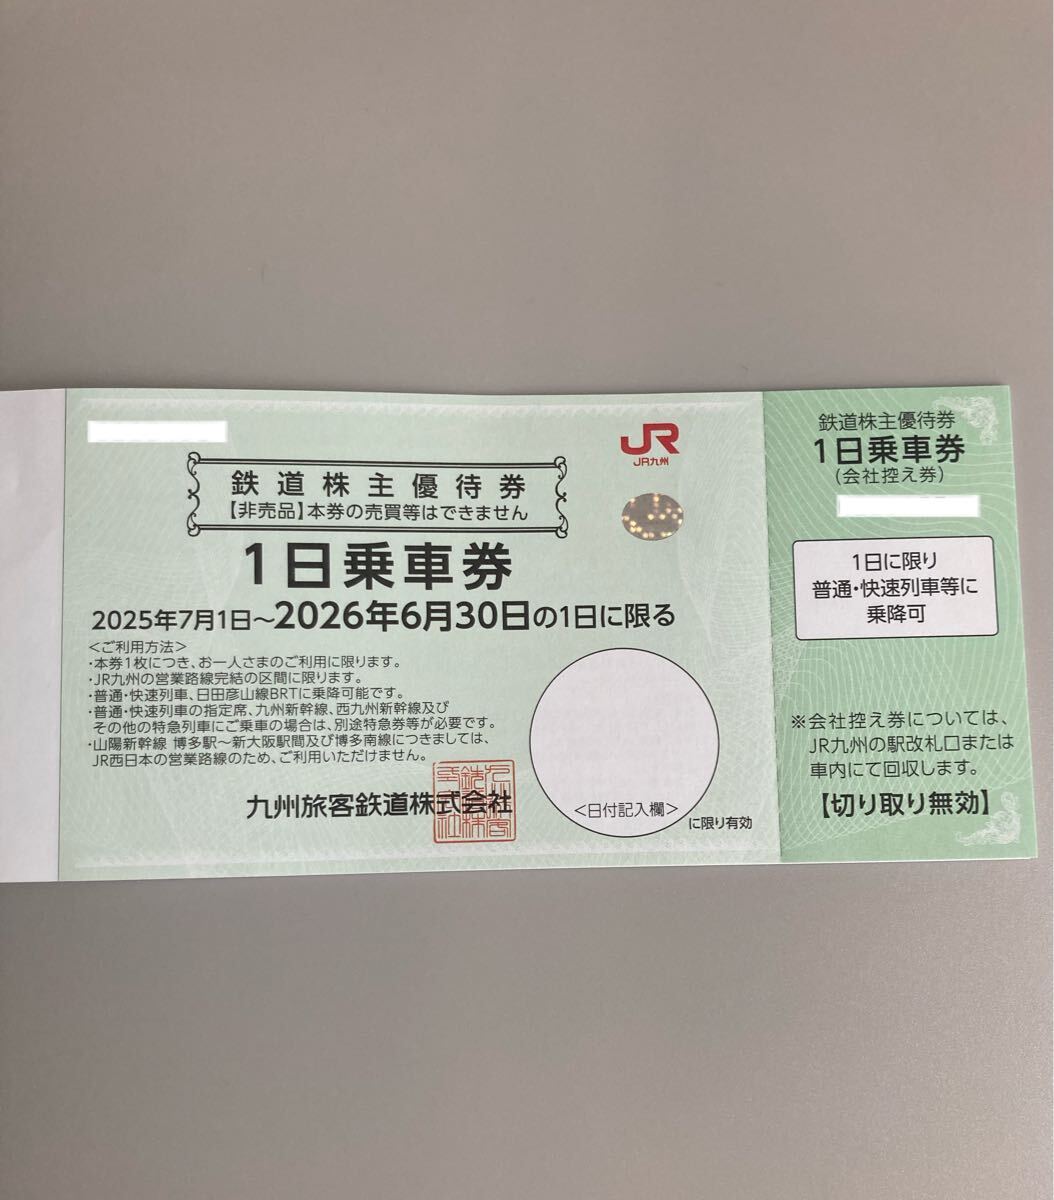 JR
JR九州
鉄道株主優待券
【非売品】本券の売買等はできません
1日乗車券
2025年7月1日～2026年6月30日の1日に限る
＜ご利用方法＞
・本券1枚につき、お一人さまのご利用に限ります。
・JR九州の営業路線完結の区間に限ります。
・普通・快速列車、日田彦山線BRTに乗降可能です。
・普通・快速列車の指定席、九州新幹線、西九州新幹線及び
その他の特急列車にご乗車の場合は、別途特急券等が必要です。
・山陽新幹線 博多駅～新大阪駅間及び博多南線につきましては、
JR西日本の営業路線のため、ご利用いただけません。
九州旅客鉄道株式会社
＜日付記入欄＞
に限り有効
鉄道株主優待券
1日乗車券
(会社控え券)
1日に限り
普通・快速列車等に
乗降可
※会社控え券については、
JR九州の駅改札口または
車内にて回収します。
【切り取り無効】